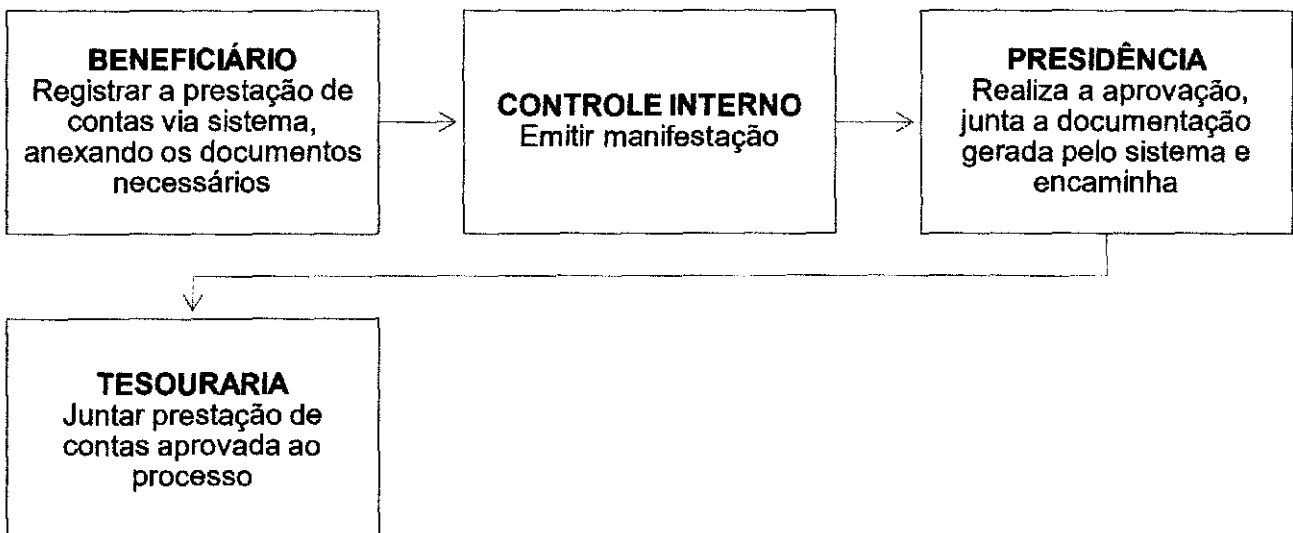 BENEFICIÁRIO
Registrar a prestação de
contas via sistema,
anexando os documentos
necessários
CONTROLE INTERNO
Emitir manifestação
PRESIDÊNCIA
Realiza a aprovação,
junta a documentação
gerada pelo sistema e
encaminha
TESOURARIA
Juntar prestação de
contas aprovada ao
processo